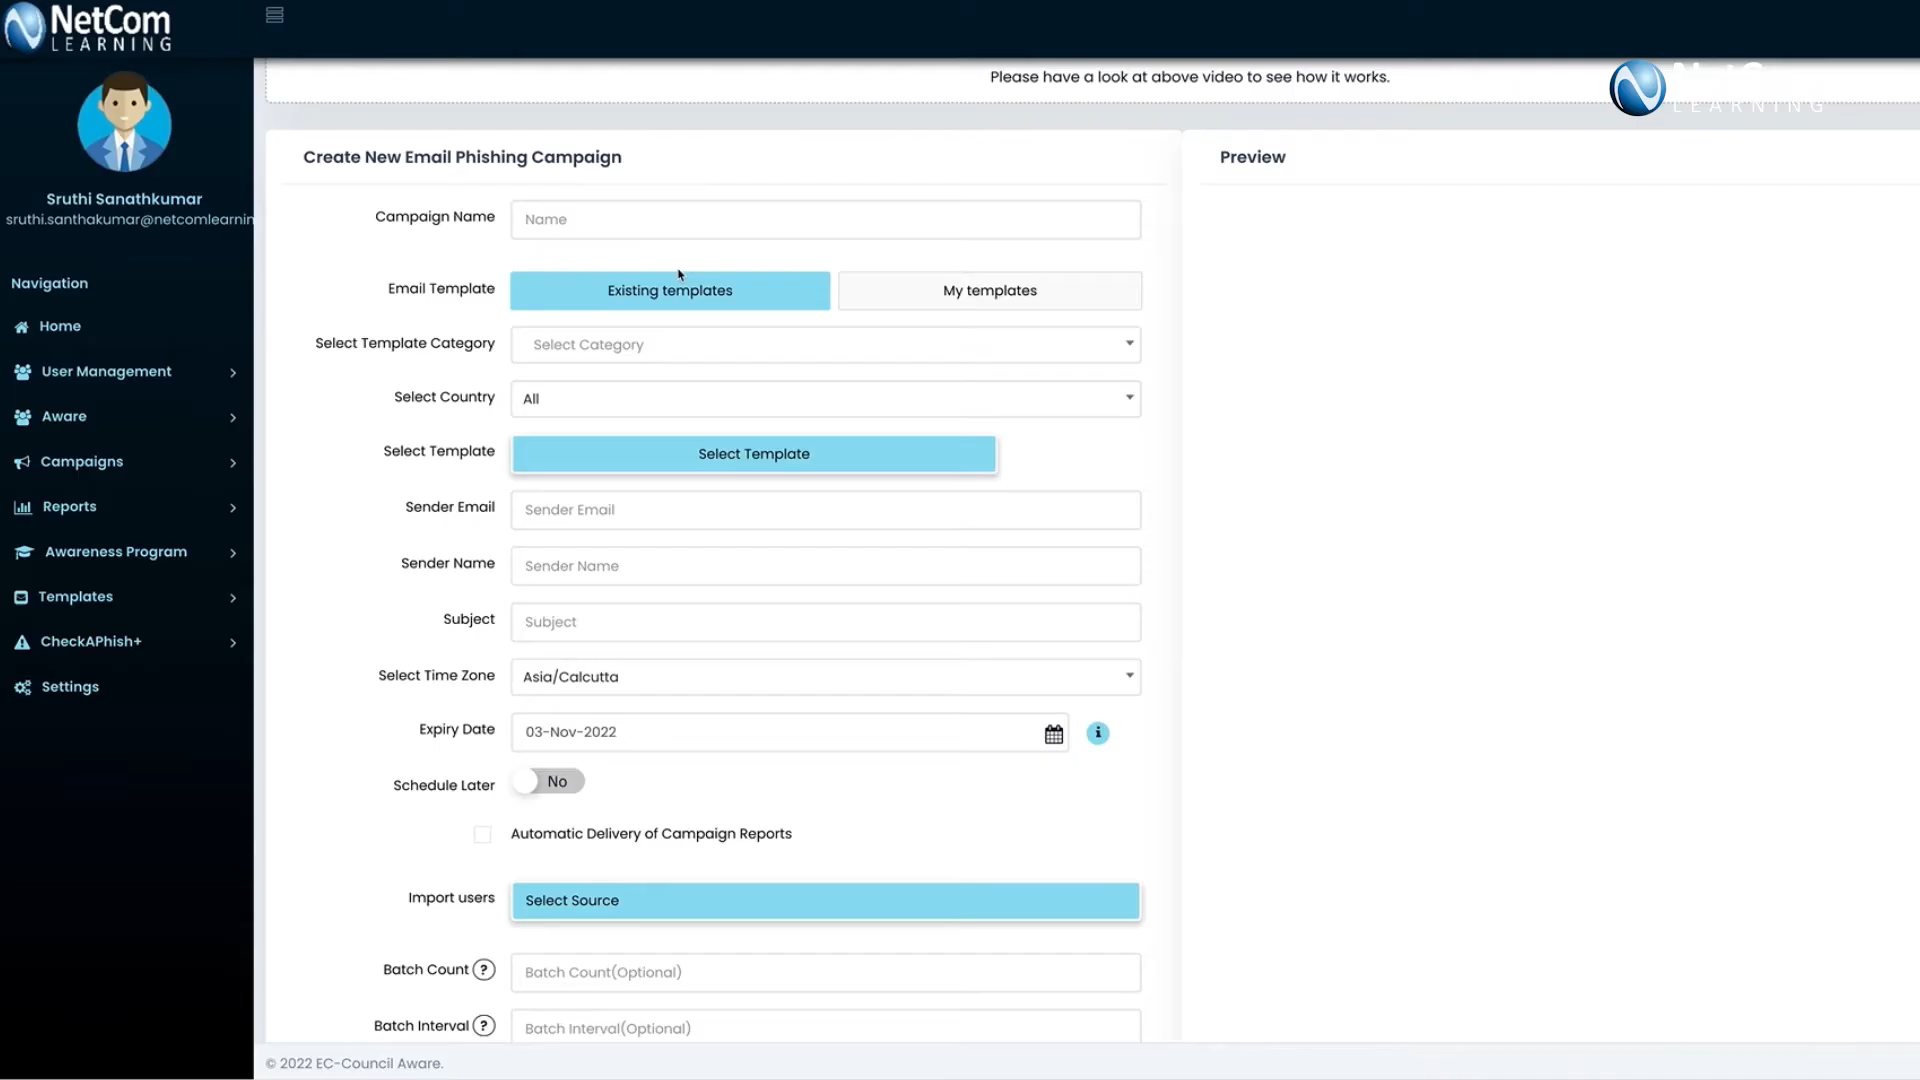 NetCom
LEARNING
Please have a look at above video to see how it works.
LEARNING
Sruthi Sanathkumar
sruthi.santhakumar@netcomlearnin
Navigation
Home
User Management
Aware
Campaigns
Reports
Awareness Program
Templates
CheckAPhish+
Settings
Create New Email Phishing Campaign
Campaign Name
Name
Email Template
Existing templates
My templates
Select Template Category
Select Category
Select Country
All
Select Template
Select Template
Sender Email
Sender Email
Sender Name
Sender Name
Subject
Subject
Select Time Zone
Asia/Calcutta
Expiry Date
03-Nov-2022
Schedule Later
No
Automatic Delivery of Campaign Reports
Import users
Select Source
Batch Count ?
Batch Count(Optional)
Batch Interval ?
Batch Interval(Optional)
Preview
© 2022 EC-Council Aware.